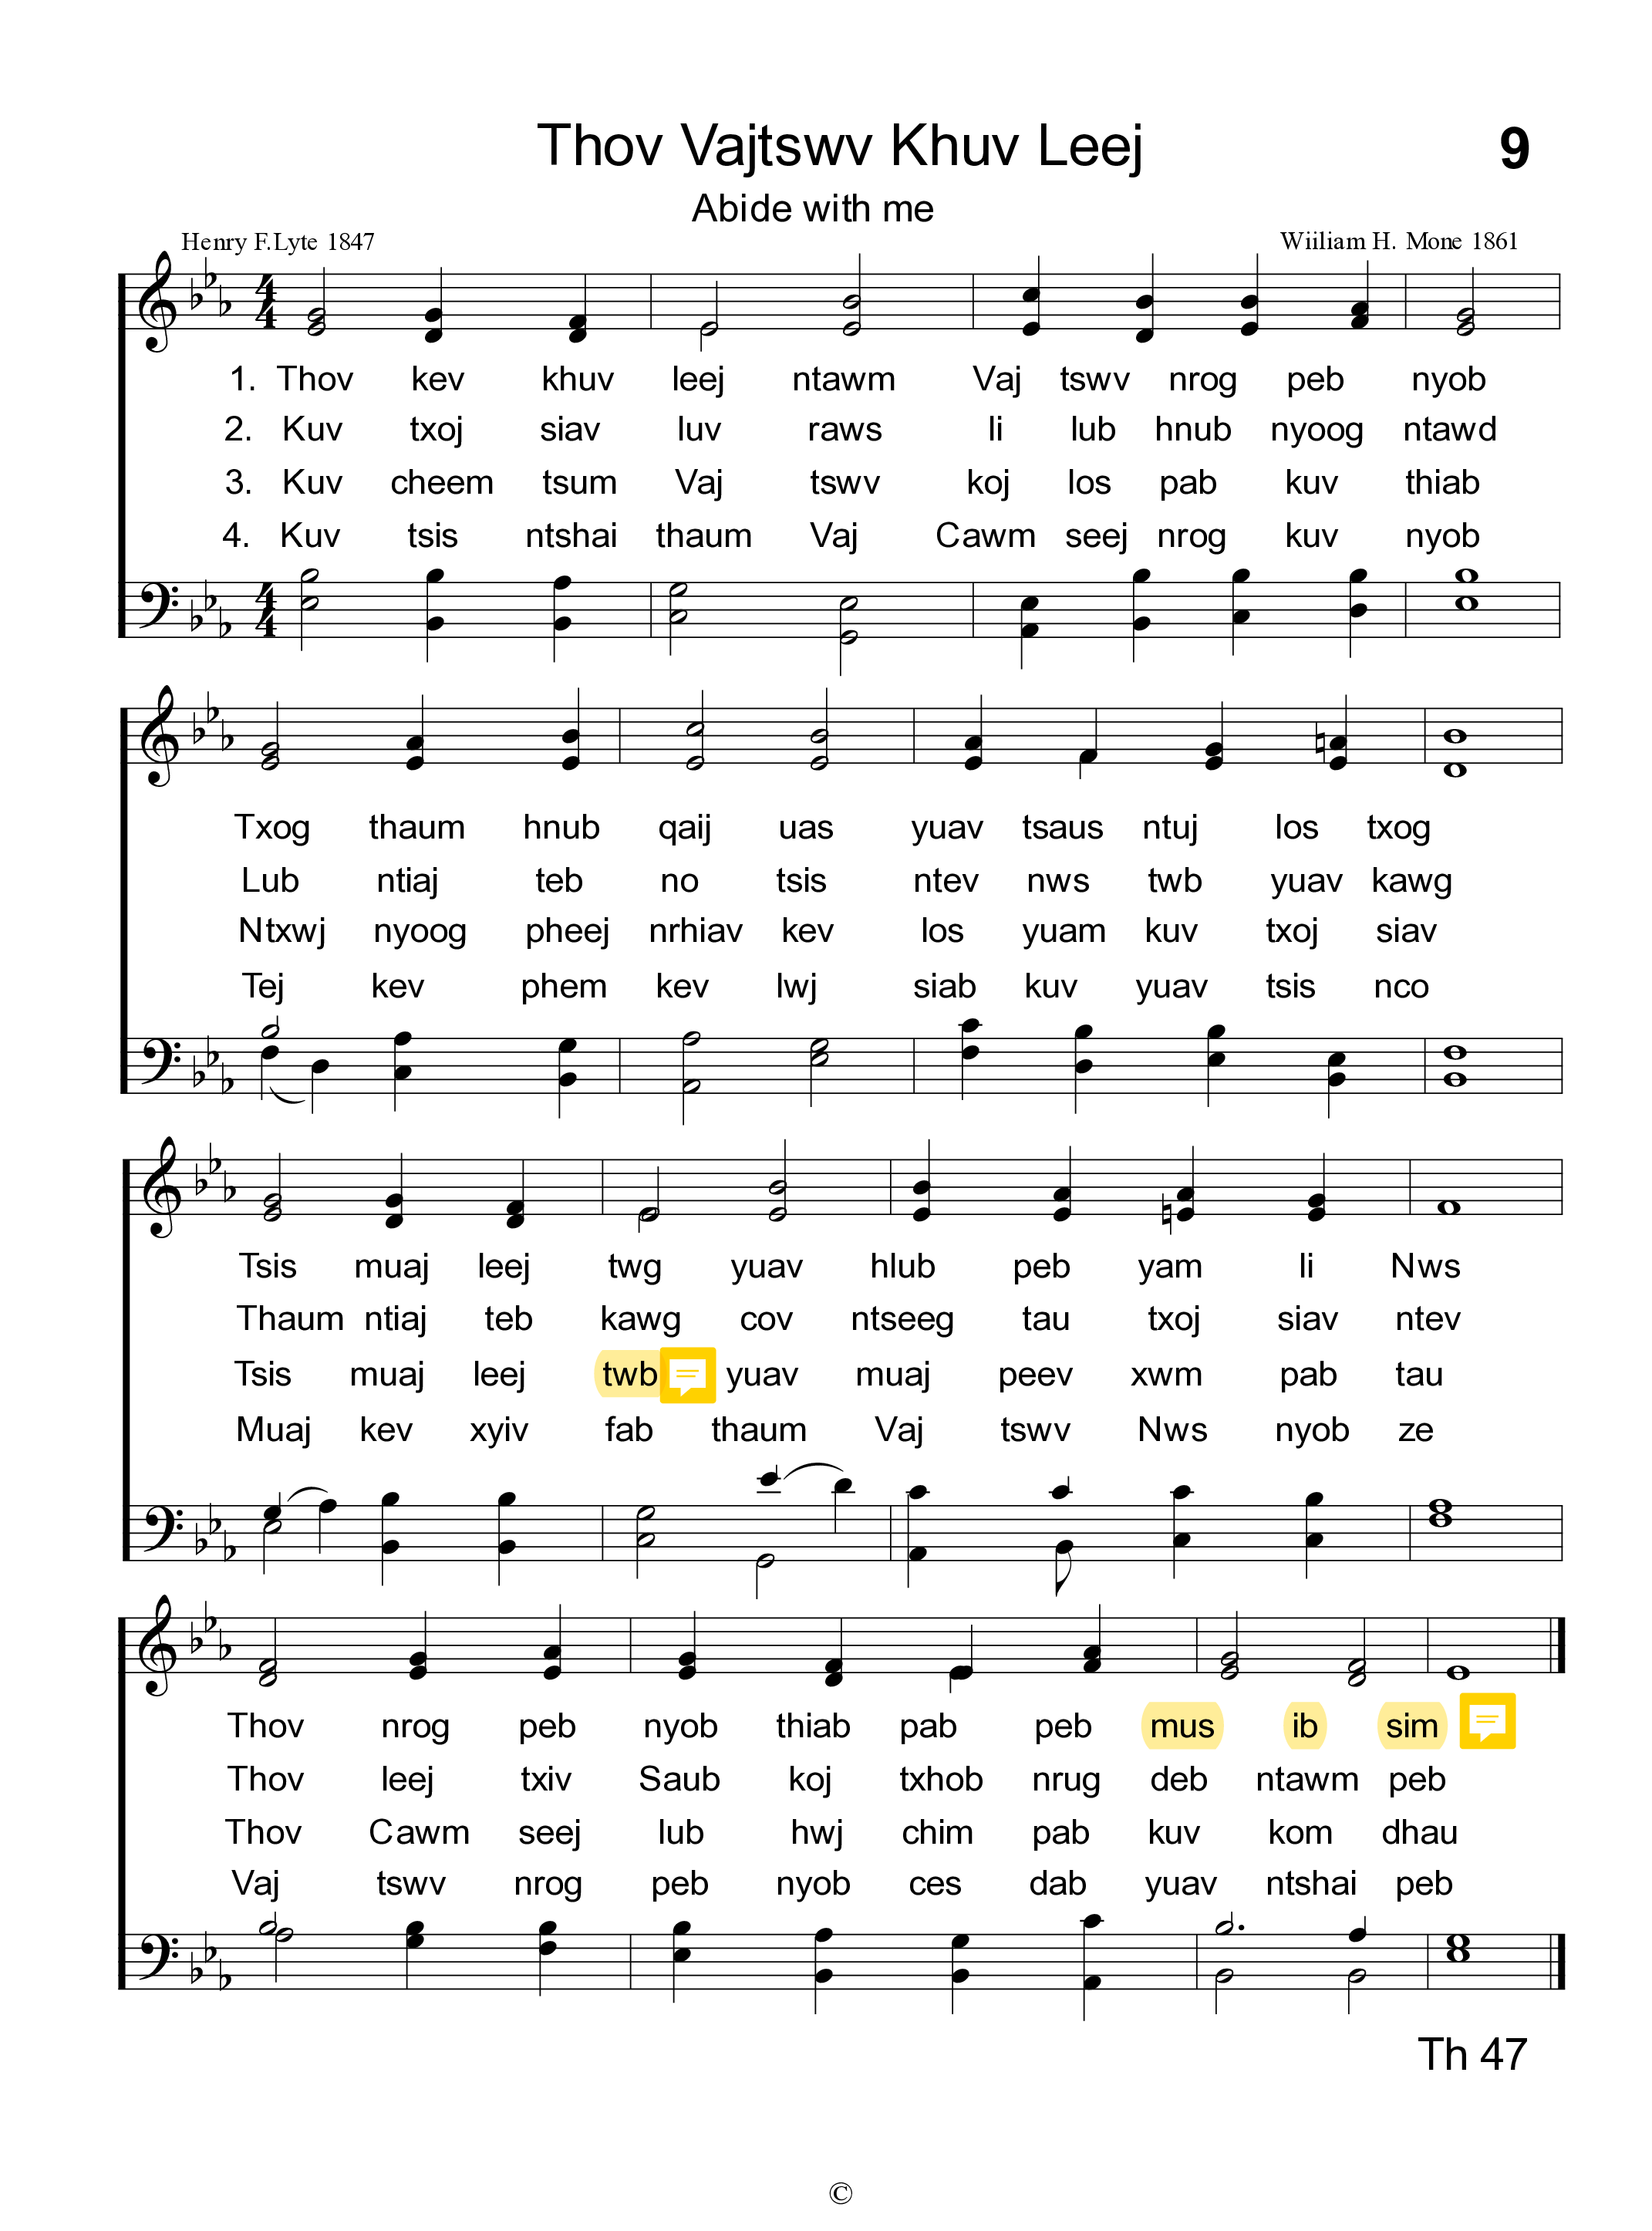 Thov Vajtswv Khuv Leej
9
Abide with me
Henry F.Lyte 1847
Wiiliam H. Mone 1861
1. Thov kev khuv leej ntawm Vaj tswv nrog peb nyob
2. Kuv txoj siav luv raws li lub hnub nyoog ntawd
3. Kuv cheem tsum Vaj tswv koj los pab kuv thiab
4. Kuv tsis ntshai thaum Vaj Cawm seej nrog kuv nyob
Txog thaum hnub qaij uas yuav tsaus ntuj los txog
Lub ntiaj teb no tsis ntev nws twb yuav kawg
Ntxwj nyoog pheej nrhiav kev los yuam kuv txoj siav
Tej kev phem kev lwj siab kuv yuav tsis nco
Tsis muaj leej twg yuav hlub peb yam li Nws
Thaum ntiaj teb kawg cov ntseeg tau txoj siav ntev
Tsis muaj leej twb yuav muaj peev xwm pab tau
Muaj kev xyiv fab thaum Vaj tswv Nws nyob ze
Thov nrog peb nyob thiab pab peb mus ib sim
Thov leej txiv Saub koj txhob nrug deb ntawm peb
Thov Cawm seej lub hwj chim pab kuv kom dhau
Vaj tswv nrog peb nyob ces dab yuav ntshai peb
Th 47
©